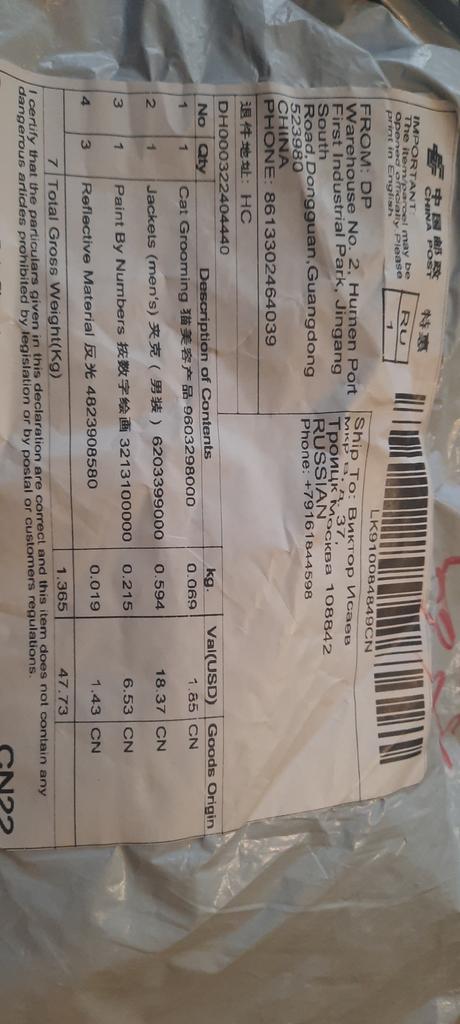 中国邮政
CHINA POST
特惠
IMPORTANT:
The item/parcel may be
opened officially Please
print in English
RU
1
LK910084849CN
FROM: DP
Warehouse No. 2, Humen Port
First Industrial Park, Jingang
South
Road,Dongguan,Guangdong
523980
CHINA
PHONE: 8613302464039
Ship To: Виктор Исаев
мкр в, д. 37,
Троицк Москва 108842
RUSSIAN
Phone: +79161844598
退件地址: HC
DH000322404440
No Qty Description of Contents kg. Val(USD) Goods Origin
1 1 Cat Grooming 猫美容产品 9603298000 0.069 1.85 CN
2 1 Jackets (men's) 夹克 ( 男装 ) 6203399000 0.594 18.37 CN
3 1 Paint By Numbers 按数字绘画 3213100000 0.215 6.53 CN
4 3 Reflective Material 反光 4823908580 0.019 1.43 CN
7 Total Gross Weight(Kg) 1.365 47.73
I certify that the particulars given in this declaration are correct and this item does not contain any
dangerous articles prohibited by legislation or by postal or customers regulations.
CN22